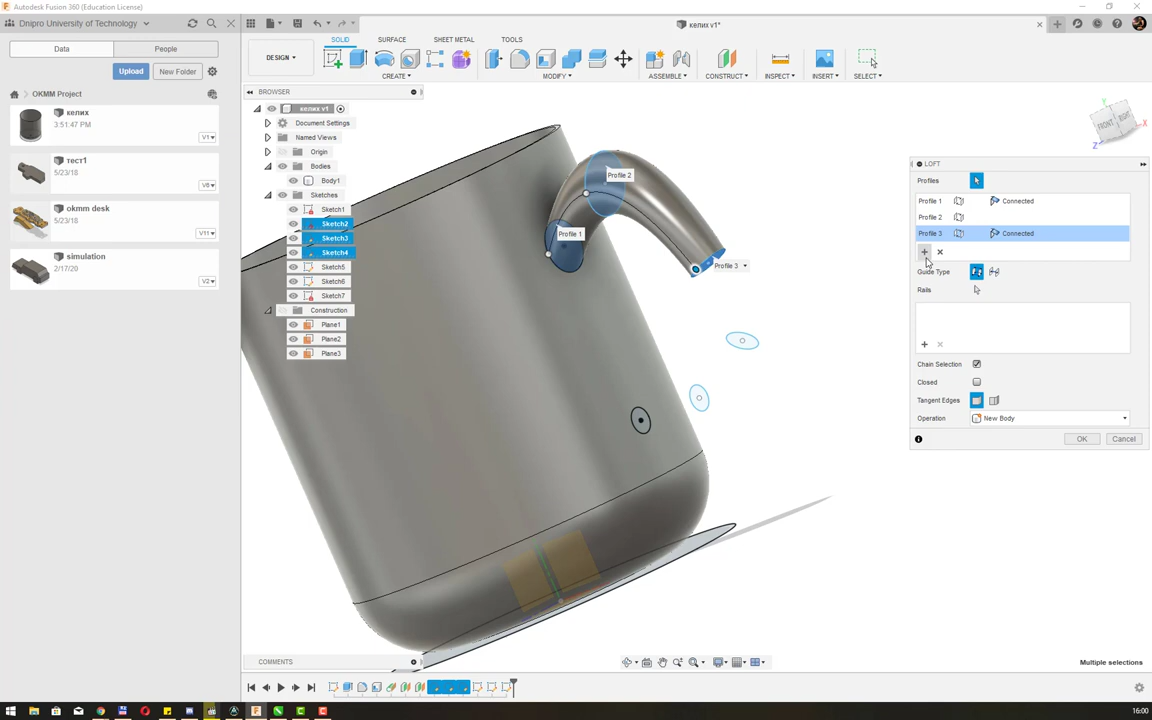 Autodesk Fusion 360 (Education License)
Dnipro University of Technology
келих v1*
Data
People
Upload
New Folder
OKMM Project
келих
3:51:47 PM
V1
тест1
5/23/18
V6
okmm desk
5/23/18
V11
simulation
2/17/20
V2
SOLID
SURFACE
SHEET METAL
TOOLS
DESIGN
CREATE
MODIFY
ASSEMBLE
CONSTRUCT
INSPECT
INSERT
SELECT
BROWSER
келих v1
Document Settings
Named Views
Origin
Bodies
Body1
Sketches
Sketch1
Sketch2
Sketch3
Sketch4
Sketch5
Sketch6
Sketch7
Construction
Plane1
Plane2
Plane3
Profile 2
Profile 1
Profile 3
FRONT
RIGHT
X
Y
Z
LOFT
Profiles
Profile 1 Connected
Profile 2
Profile 3 Connected
Guide Type
Rails
Chain Selection
Closed
Tangent Edges
Operation New Body
OK
Cancel
COMMENTS
Multiple selections
16:00